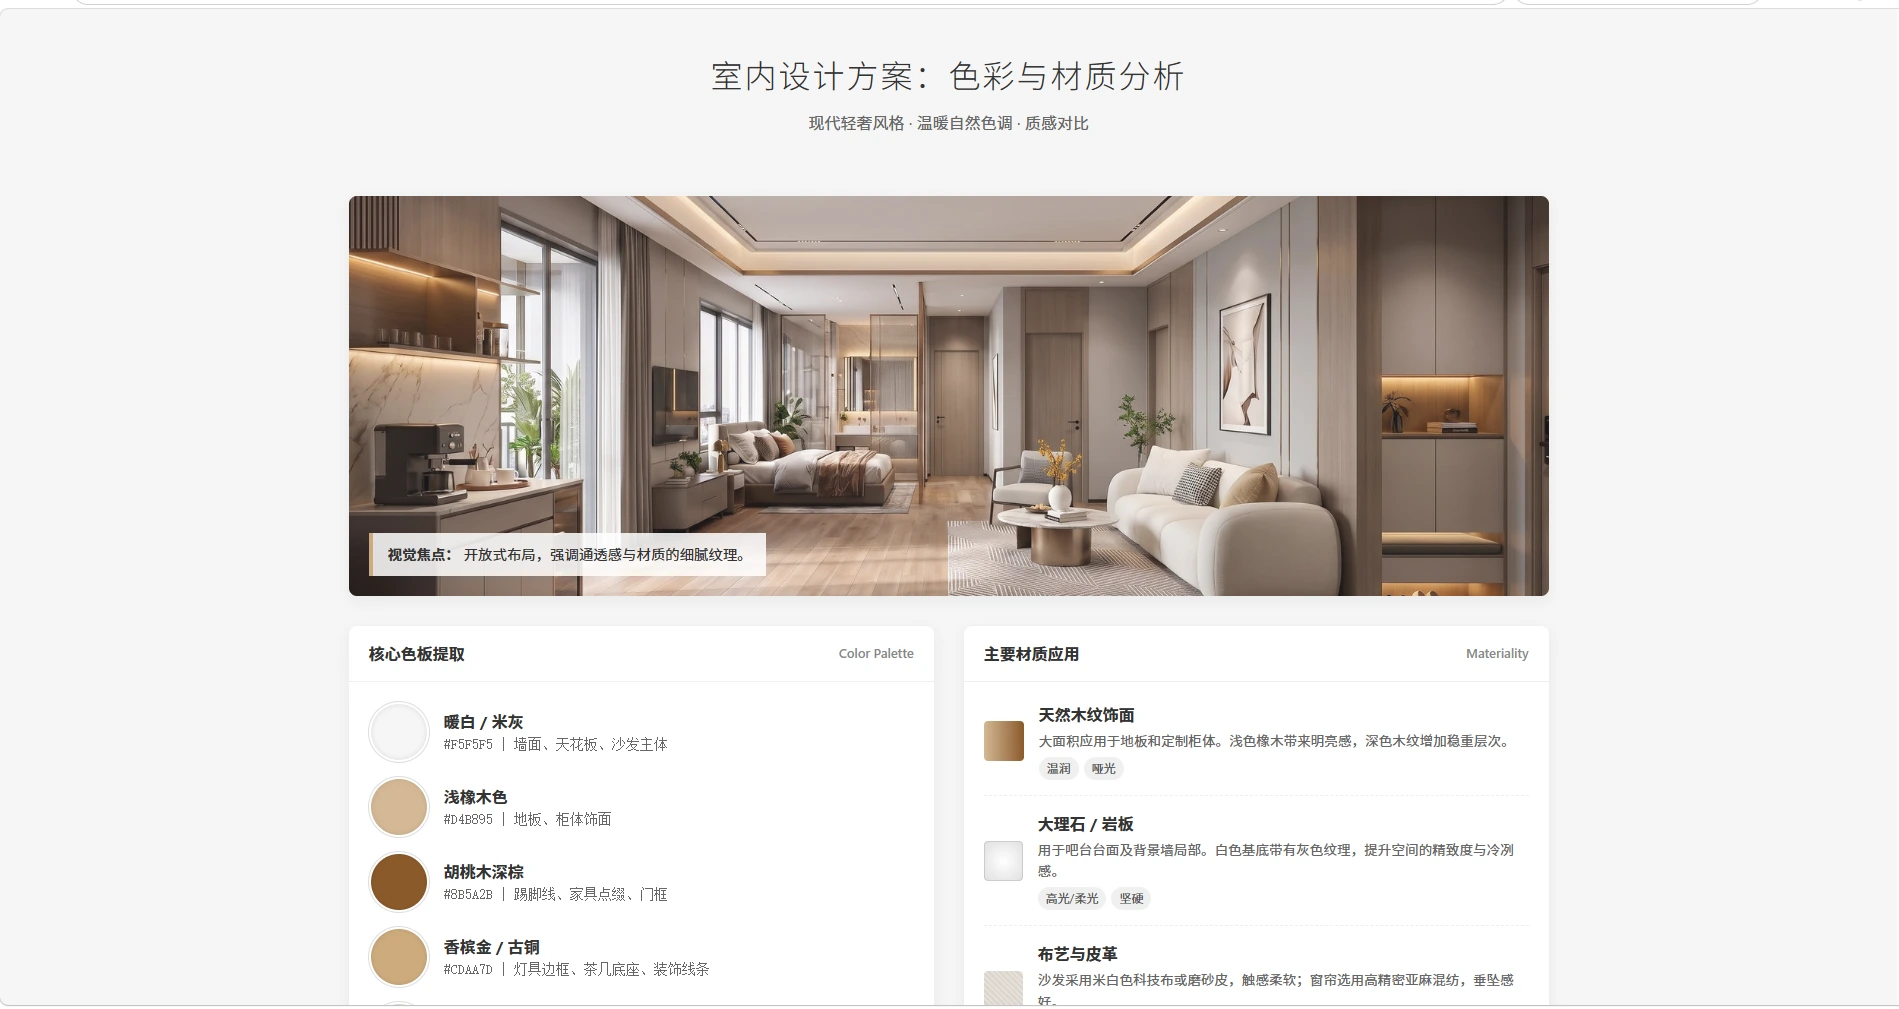 室内设计方案：色彩与材质分析
现代轻奢风格 · 温暖自然色调 · 质感对比
视觉焦点： 开放式布局，强调通透感与材质的细腻纹理。
核心色板提取
Color Palette
暖白 / 米灰
#F5F5F5 | 墙面、天花板、沙发主体
浅橡木色
#D4B895 | 地板、柜体饰面
胡桃木深棕
#8B5A2B | 踢脚线、家具点缀、门框
香槟金 / 古铜
#CDAA7D | 灯具边框、茶几底座、装饰线条
主要材质应用
Materiality
天然木纹饰面
大面积应用于地板和定制柜体。浅色橡木带来明亮感，深色木纹增加稳重层次。
温润
哑光
大理石 / 岩板
用于吧台台面及背景墙局部。白色基底带有灰色纹理，提升空间的精致度与冷冽
感。
高光/柔光
坚硬
布艺与皮革
沙发采用米白色科技布或磨砂皮，触感柔软；窗帘选用高精密亚麻混纺，垂坠感
好。